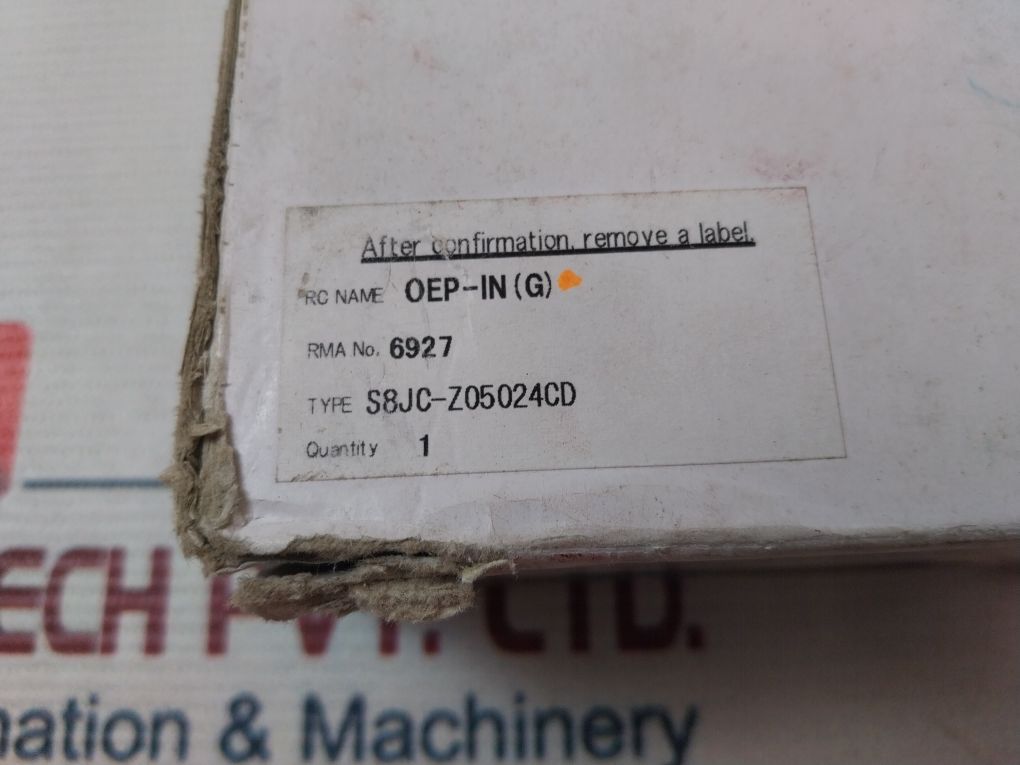 After confirmation, remove a label.
RC NAME OEP-IN(G)
RMA No. 6927
TYPE S8JC-Z05024CD
Quantity 1
ECH PVT. LTD.
nation & Machinery